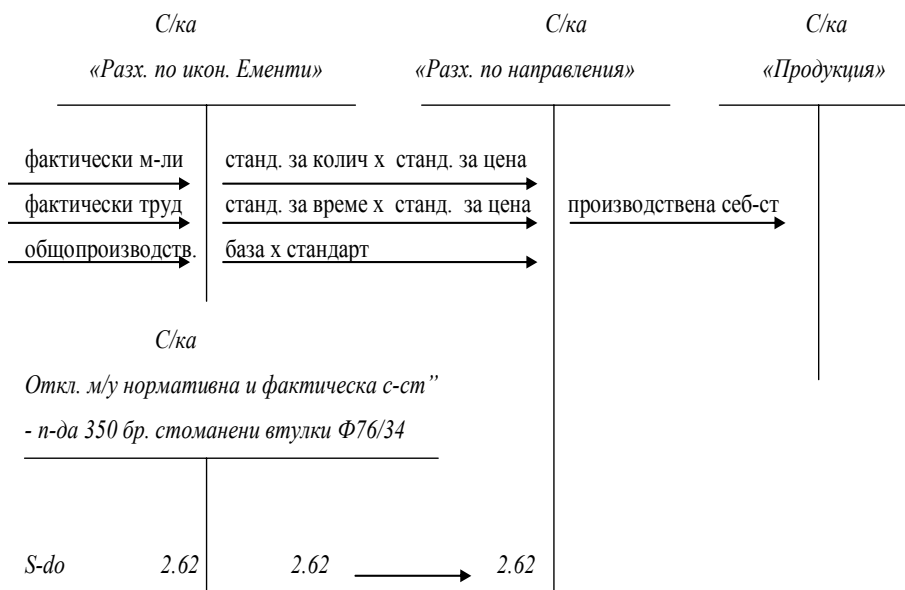 С/ка С/ка С/ка
«Разх. по икон. Ементи» «Разх. по направления» «Продукция»
фактически м-ли станд. за колич х станд. за цена
фактически труд станд. за време х станд. за цена производствена себ-ст
общопроизводств. база х стандарт
С/ка
Откл. м/у нормативна и фактическа с-ст”
- п-да 350 бр. стоманени втулки Ф76/34
S-do 2.62 2.62 2.62